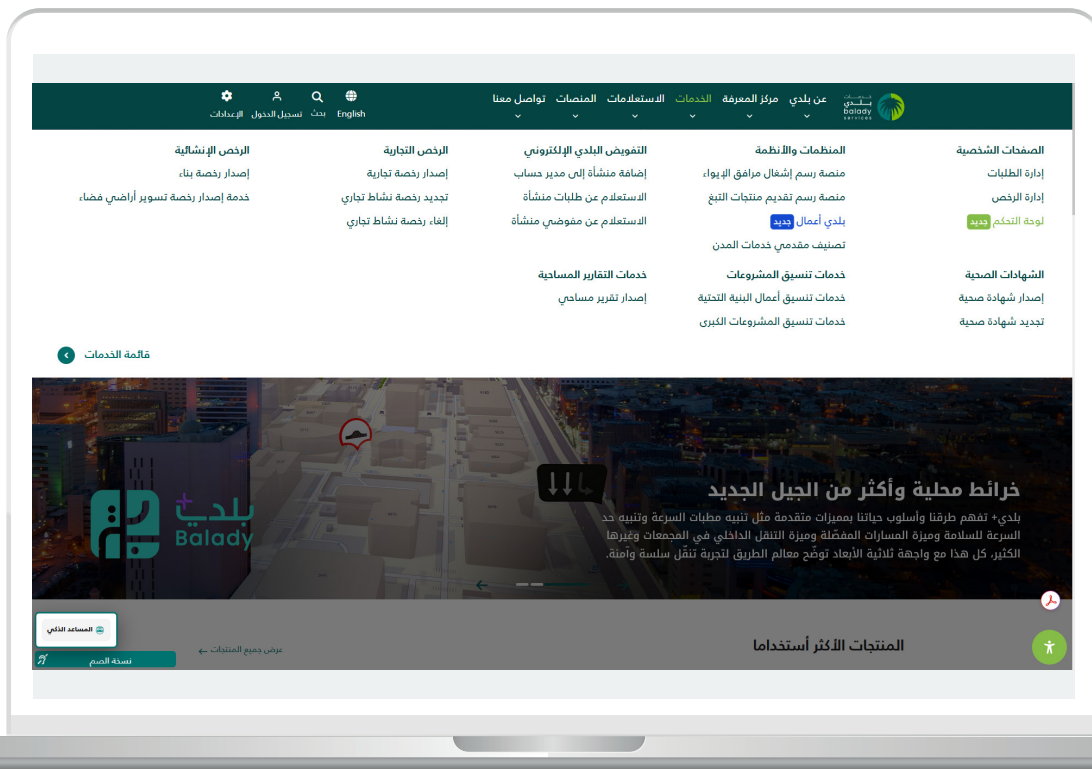 خدمات
بلدي
balady
services
عن بلدي
مركز المعرفة
الخدمات
الاستعلامات
المنصات
تواصل معنا
English
بحث
تسجيل الدخول
الإعدادات
الصفحات الشخصية
إدارة الطلبات
إدارة الرخص
لوحة التحكم جديد
المنظمات والأنظمة
منصة رسم إشغال مرافق الإيواء
منصة رسم تقديم منتجات التبغ
بلدي أعمال جديد
تصنيف مقدمي خدمات المدن
التفويض البلدي الإلكتروني
إضافة منشأة إلى مدير حساب
الاستعلام عن طلبات منشأة
الاستعلام عن مفوضي منشأة
الرخص التجارية
إصدار رخصة تجارية
تجديد رخصة نشاط تجاري
إلغاء رخصة نشاط تجاري
الرخص الإنشائية
إصدار رخصة بناء
خدمة إصدار رخصة تسوير أراضي فضاء
الشهادات الصحية
إصدار شهادة صحية
تجديد شهادة صحية
خدمات تنسيق المشروعات
خدمات تنسيق أعمال البنية التحتية
خدمات تنسيق المشروعات الكبرى
خدمات التقارير المساحية
إصدار تقرير مساحي
قائمة الخدمات
خرائط محلية وأكثر من الجيل الجديد
بلدي+ تفهم طرقنا وأسلوب حياتنا بمميزات متقدمة مثل تنبيه مطبات السرعة وتنبيه حد
السرعة للسلامة وميزة المسارات المفضّلة وميزة التنقل الداخلي في المجمعات وغيرها
الكثير، كل هذا مع واجهة ثلاثية الأبعاد توضّح معالم الطريق لتجربة تنقّل سلسة وآمنة.
بلدي+
Balady
المنتجات الأكثر أستخداما
عرض جميع المنتجات
المساعد الذكي
نسخة الصم